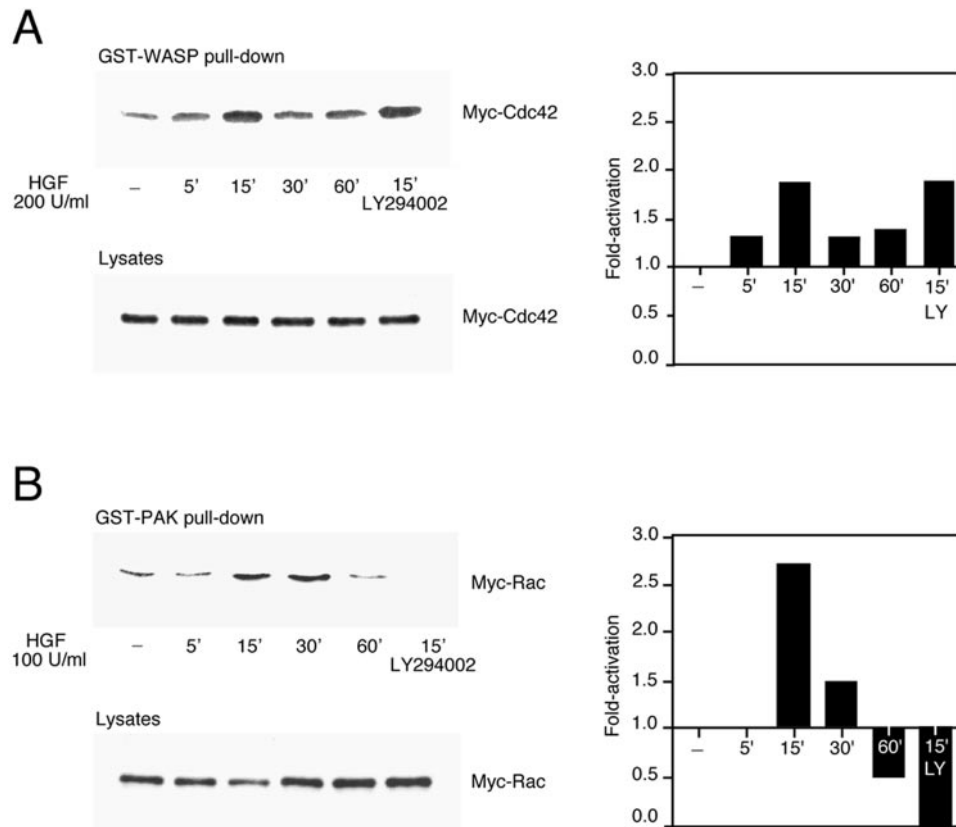 A
GST-WASP pull-down
Myc-Cdc42
HGF
200 U/ml
– 5’ 15’ 30’ 60’ 15’
LY294002
Lysates
Myc-Cdc42
Fold-activation
3.0
2.5
2.0
1.5
1.0
0.5
0.0
– 5' 15' 30' 60' 15'
LY
B
GST-PAK pull-down
Myc-Rac
HGF
100 U/ml
– 5’ 15’ 30’ 60’ 15’
LY294002
Lysates
Myc-Rac
Fold-activation
3.0
2.5
2.0
1.5
1.0
0.5
0.0
– 5' 15' 30' 60' 15'
LY